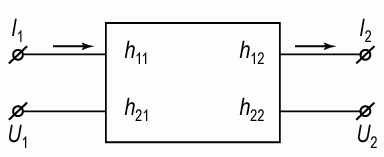 I₁ I₂
h₁₁ h₁₂
h₂₁ h₂₂
U₁ U₂